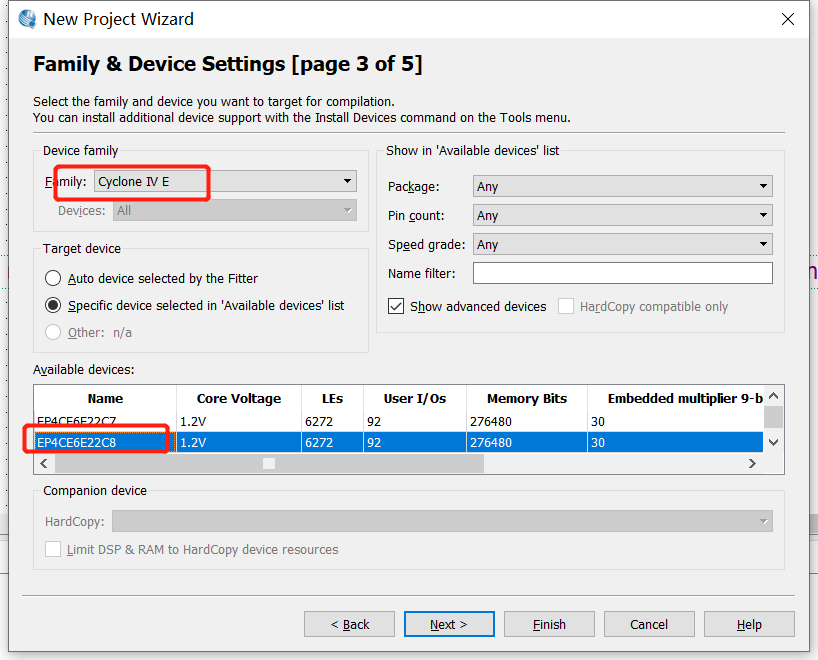 New Project Wizard
Family & Device Settings [page 3 of 5]
Select the family and device you want to target for compilation.
You can install additional device support with the Install Devices command on the Tools menu.
Device family
Family: Cyclone IV E
Devices: All
Target device
Auto device selected by the Fitter
Specific device selected in 'Available devices' list
Other: n/a
Show in 'Available devices' list
Package: Any
Pin count: Any
Speed grade: Any
Name filter:
Show advanced devices HardCopy compatible only
Available devices:
Name Core Voltage LEs User I/Os Memory Bits Embedded multiplier 9-b
EP4CE6E22C7 1.2V 6272 92 276480 30
EP4CE6E22C8 1.2V 6272 92 276480 30
Companion device
HardCopy:
Limit DSP & RAM to HardCopy device resources
< Back Next > Finish Cancel Help